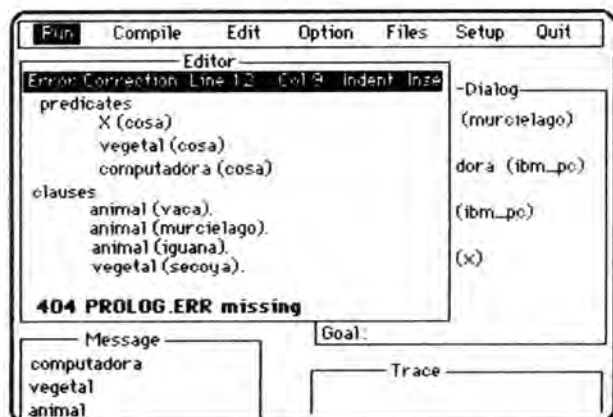 Run Compile Edit Option Files Setup Quit
Editor
Error Correction Line 12 Col 9 Indent Inse
predicates
X (cosa)
vegetal (cosa)
computadora (cosa)
clauses
animal (vaca).
animal (murcielago).
animal (iguana).
vegetal (secoya).
404 PROLOG.ERR missing
-Dialog
(murcielago)
dora (ibm_pc)
(ibm_pc)
(x)
Goal:
Message
computadora
vegetal
animal
Trace